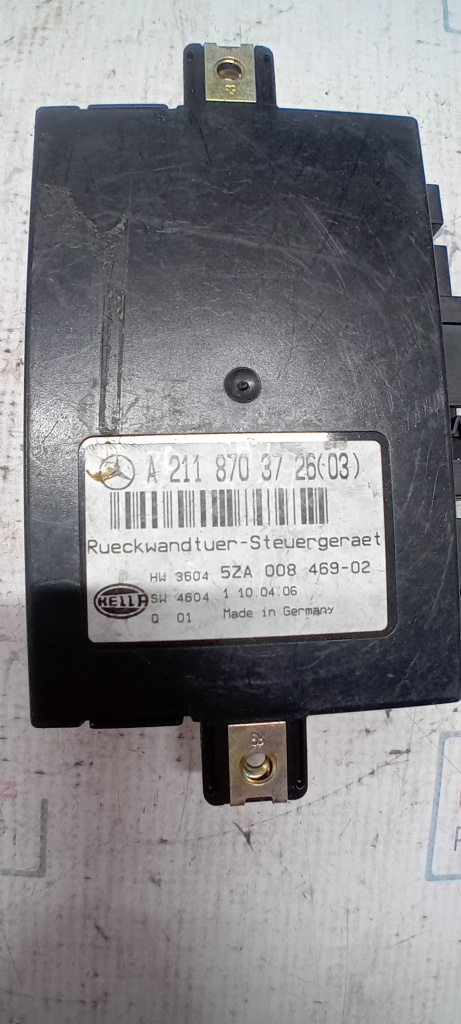 A 211 870 37 26(03)
Rueckwandtuer-Steuergeraet
HW 3604 5ZA 008 469-02
HELLA
SW 4604 1 10.04.06
Q 01 Made in Germany